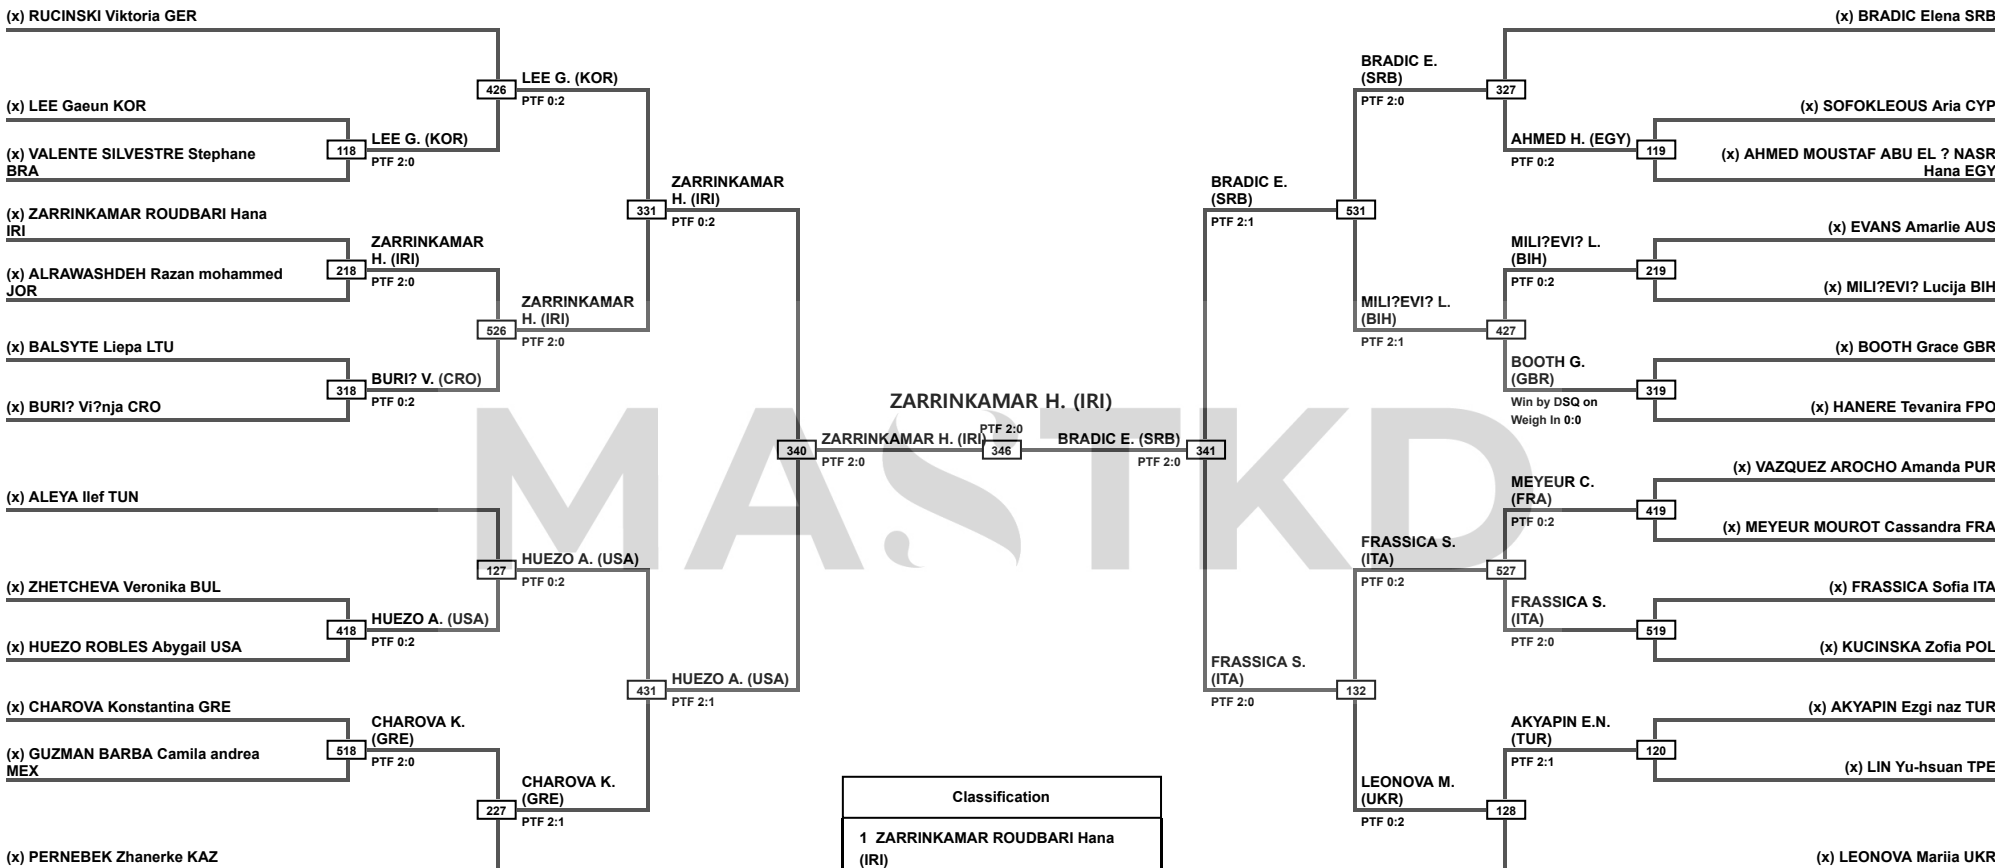 (x) RUCINSKI Viktoria GER
(x) LEE Gaeun KOR
(x) VALENTE SILVESTRE Stephane
BRA
(x) ZARRINKAMAR ROUDBARI Hana
IRI
(x) ALRAWASHDEH Razan mohammed
JOR
(x) BALSYTE Liepa LTU
(x) BURI? Vi?nja CRO
(x) ALEYA Ilef TUN
(x) ZHETCHEVA Veronika BUL
(x) HUEZO ROBLES Abygail USA
(x) CHAROVA Konstantina GRE
(x) GUZMAN BARBA Camila andrea
MEX
(x) PERNEBEK Zhanerke KAZ
118
LEE G. (KOR)
PTF 2:0
218
ZARRINKAMAR
H. (IRI)
PTF 2:0
318
BURI? V. (CRO)
PTF 0:2
418
HUEZO A. (USA)
PTF 0:2
518
CHAROVA K.
(GRE)
PTF 2:0
426
LEE G. (KOR)
PTF 0:2
526
ZARRINKAMAR
H. (IRI)
PTF 2:0
127
HUEZO A. (USA)
PTF 0:2
227
CHAROVA K.
(GRE)
PTF 2:1
331
ZARRINKAMAR
H. (IRI)
PTF 0:2
431
HUEZO A. (USA)
PTF 2:1
340
ZARRINKAMAR H. (IRI)
PTF 2:0
ZARRINKAMAR H. (IRI)
PTF 2:0
346
BRADIC E. (SRB)
PTF 2:0
341
MASTKD
BRADIC E.
(SRB)
PTF 2:1
531
FRASSICA S.
(ITA)
PTF 2:0
132
BRADIC E.
(SRB)
PTF 2:0
327
MILI?EVI? L.
(BIH)
PTF 2:1
427
FRASSICA S.
(ITA)
PTF 0:2
527
LEONOVA M.
(UKR)
PTF 0:2
128
AHMED H. (EGY)
PTF 0:2
119
MILI?EVI? L.
(BIH)
PTF 0:2
219
BOOTH G.
(GBR)
Win by DSQ on
Weigh In 0:0
319
MEYEUR C.
(FRA)
PTF 0:2
419
FRASSICA S.
(ITA)
PTF 2:0
519
AKYAPIN E.N.
(TUR)
PTF 2:1
120
(x) BRADIC Elena SRB
(x) SOFOKLEOUS Aria CYP
(x) AHMED MOUSTAF ABU EL ? NASR
Hana EGY
(x) EVANS Amarlie AUS
(x) MILI?EVI? Lucija BIH
(x) BOOTH Grace GBR
(x) HANERE Tevanira FPO
(x) VAZQUEZ AROCHO Amanda PUR
(x) MEYEUR MOUROT Cassandra FRA
(x) FRASSICA Sofia ITA
(x) KUCINSKA Zofia POL
(x) AKYAPIN Ezgi naz TUR
(x) LIN Yu-hsuan TPE
(x) LEONOVA Mariia UKR
Classification
1 ZARRINKAMAR ROUDBARI Hana
(IRI)